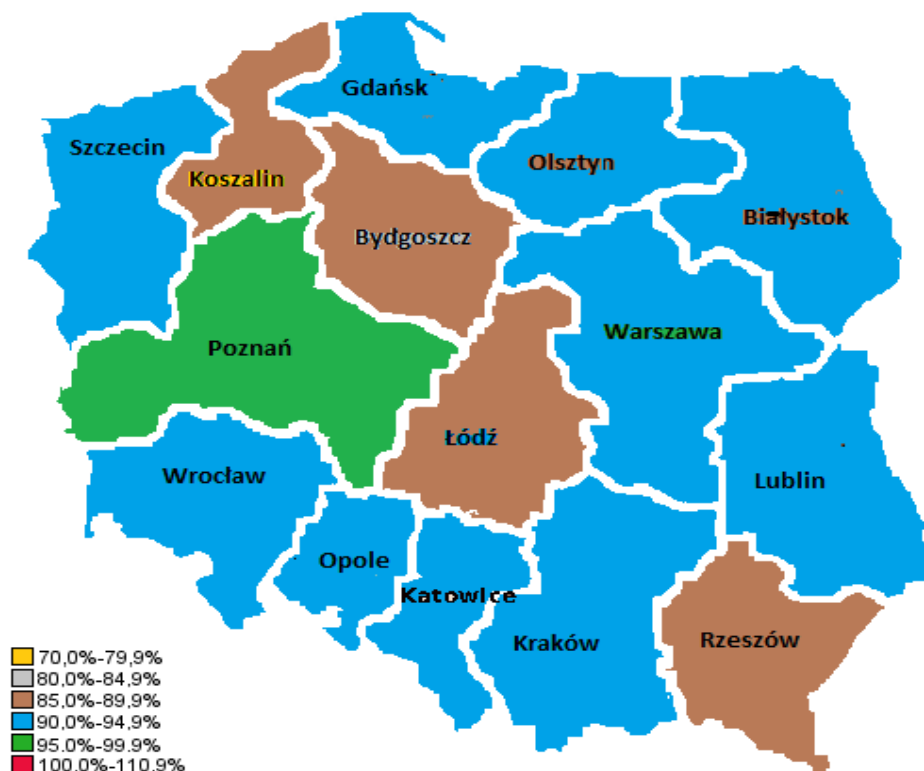 Gdańsk
Szczecin
Olsztyn
Koszalin
Białystok
Bydgoszcz
Warszawa
Poznań
Łódź
Wrocław
Lublin
Opole
Katowice
Kraków
Rzeszów
70,0%-79,9%
80,0%-84,9%
85,0%-89,9%
90,0%-94,9%
95.0%-99.9%
100,0%-110,9%